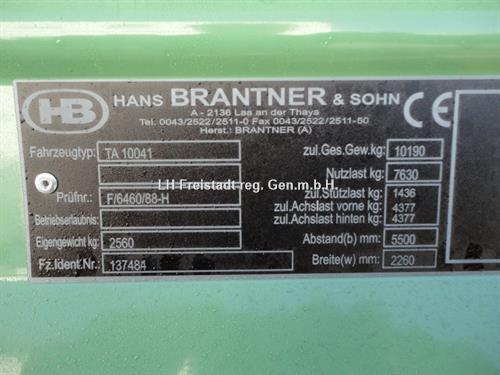 HB
HANS BRANTNER & SOHN
CE
A - 2136 Laa an der Thaya
Tel. 0043/2522/2511-0 Fax 0043/2522/2511-50
Herst.: BRANTNER (A)
Fahrzeugtyp: TA 10041
Prüfnr.: F/6460/88-H
Betriebserlaubnis:
Eigengewicht kg: 2560
Fz.Ident.Nr.: 137484
zul.Ges.Gew.kg: 10190
Nutzlast kg: 7630
zul.Stützlast kg: 1436
zul.Achslast vorne kg: 4377
zul.Achslast hinten kg: 4377
Abstand(b) mm: 5500
Breite(w) mm: 2260
LH Freistadt reg. Gen.m.b.H